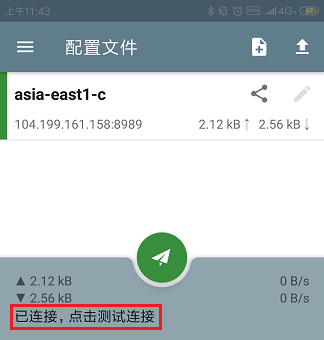 上午11:43 VPN 4G 67
配置文件
asia-east1-c
104.199.161.158:8989 2.12 kB↑ 2.56 kB↓
▲ 2.12 kB 0 B/s
▼ 2.56 kB 0 B/s
已连接，点击测试连接